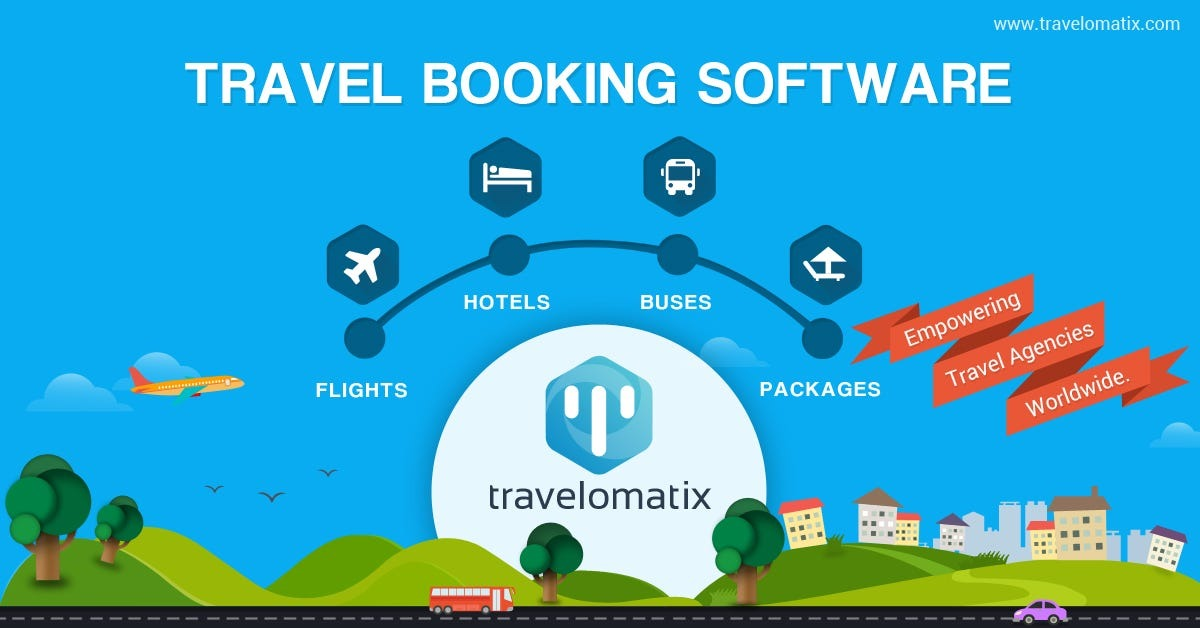 www.travelomatix.com
TRAVEL BOOKING SOFTWARE
HOTELS
BUSES
FLIGHTS
PACKAGES
Empowering
Travel Agencies
Worldwide.
travelomatix